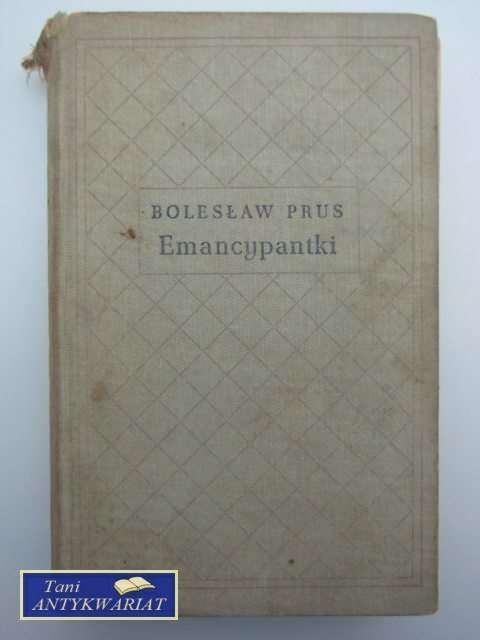 BOLESŁAW PRUS
Emancypantki
Tani
ANTYKWARIAT